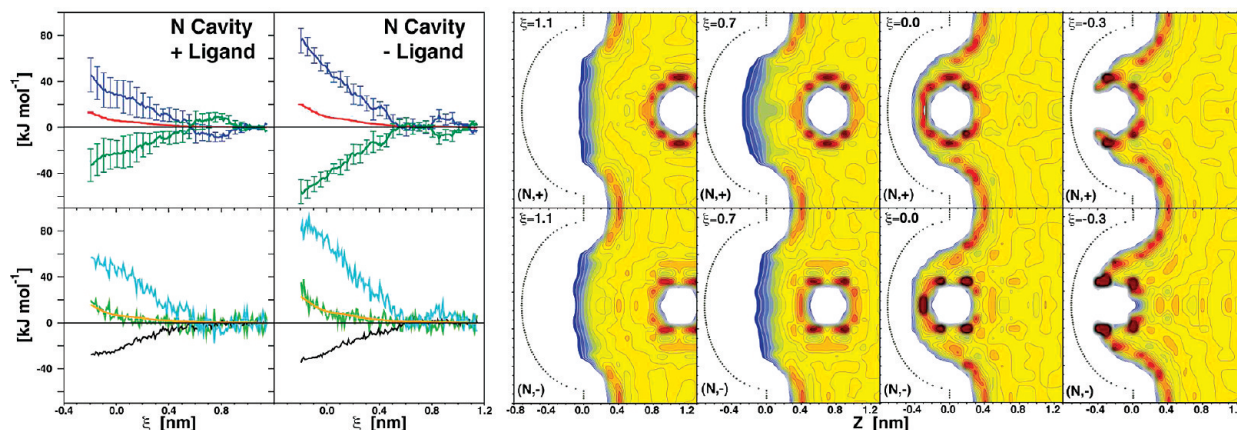 N Cavity
+ Ligand
N Cavity
- Ligand
80
40
0
-40
[kJ mol⁻¹]
80
40
0
-40
[kJ mol⁻¹]
-0.4 0.0 0.4 0.8
0.0 0.4 0.8 1.2
ξ [nm]
ξ [nm]
ξ=1.1
ξ=0.7
ξ=0.0
ξ=-0.3
(N,+)
(N,+)
(N,+)
(N,+)
ξ=1.1
ξ=0.7
ξ=0.0
ξ=-0.3
(N,-)
(N,-)
(N,-)
(N,-)
-0.8 -0.4 0.0 0.4 0.8 1.2
-0.4 0.0 0.4 0.8 1.2
-0.4 0.0 0.4 0.8 1.2
-0.4 0.0 0.4 0.8 1.2
Z [nm]